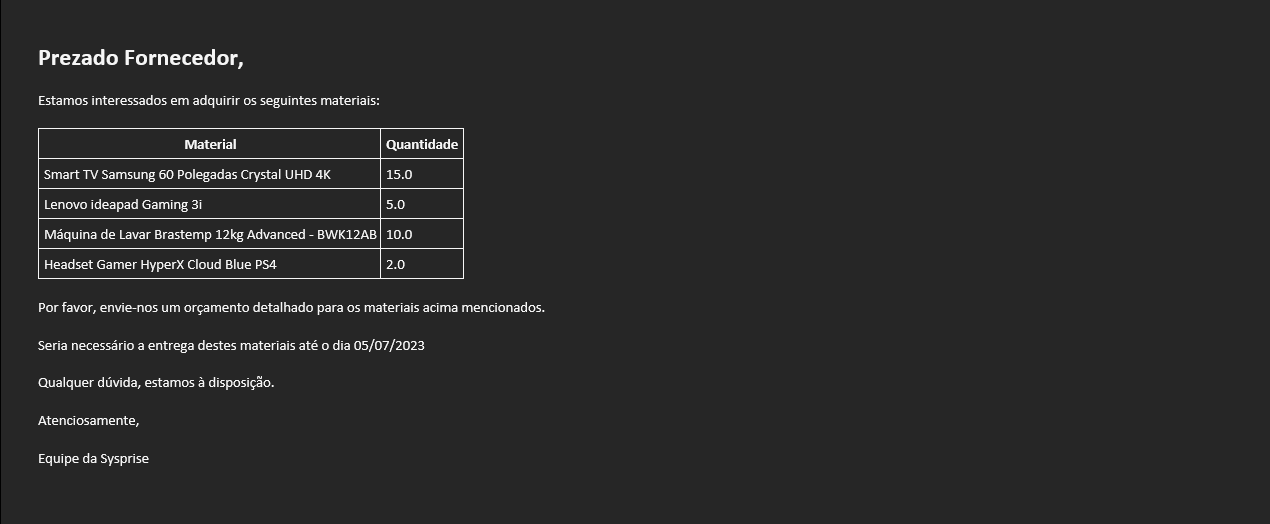 Prezado Fornecedor,
Estamos interessados em adquirir os seguintes materiais:
Material Quantidade
Smart TV Samsung 60 Polegadas Crystal UHD 4K 15.0
Lenovo ideapad Gaming 3i 5.0
Máquina de Lavar Brastemp 12kg Advanced - BWK12AB 10.0
Headset Gamer HyperX Cloud Blue PS4 2.0
Por favor, envie-nos um orçamento detalhado para os materiais acima mencionados.
Seria necessário a entrega destes materiais até o dia 05/07/2023
Qualquer dúvida, estamos à disposição.
Atenciosamente,
Equipe da Sysprise